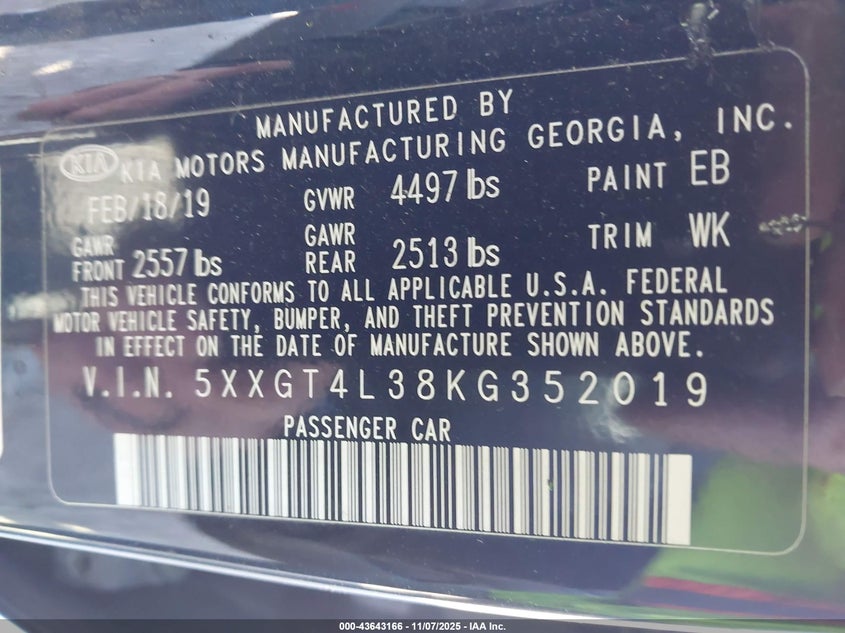 MANUFACTURED BY
KIA KIA MOTORS MANUFACTURING GEORGIA, INC.
FEB/18/19 GVWR 4497 lbs PAINT EB
GAWR FRONT 2557 lbs GAWR REAR 2513 lbs TRIM WK
THIS VEHICLE CONFORMS TO ALL APPLICABLE U.S.A. FEDERAL
MOTOR VEHICLE SAFETY, BUMPER, AND THEFT PREVENTION STANDARDS
IN EFFECT ON THE DATE OF MANUFACTURE SHOWN ABOVE.
V.I.N. 5XXGT4L38KG352019
PASSENGER CAR
000-43643166 - 11/07/2025 - IAA Inc.